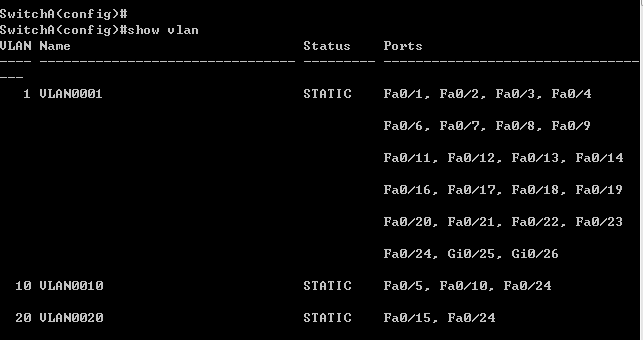 SwitchA(config)#
SwitchA(config)#show vlan
VLAN Name                             Status    Ports
---- -------------------------------- --------- --------------------------------
---
   1 VLAN0001                         STATIC    Fa0/1, Fa0/2, Fa0/3, Fa0/4
                                                Fa0/6, Fa0/7, Fa0/8, Fa0/9
                                                Fa0/11, Fa0/12, Fa0/13, Fa0/14
                                                Fa0/16, Fa0/17, Fa0/18, Fa0/19
                                                Fa0/20, Fa0/21, Fa0/22, Fa0/23
                                                Fa0/24, Gi0/25, Gi0/26
  10 VLAN0010                         STATIC    Fa0/5, Fa0/10, Fa0/24
  20 VLAN0020                         STATIC    Fa0/15, Fa0/24